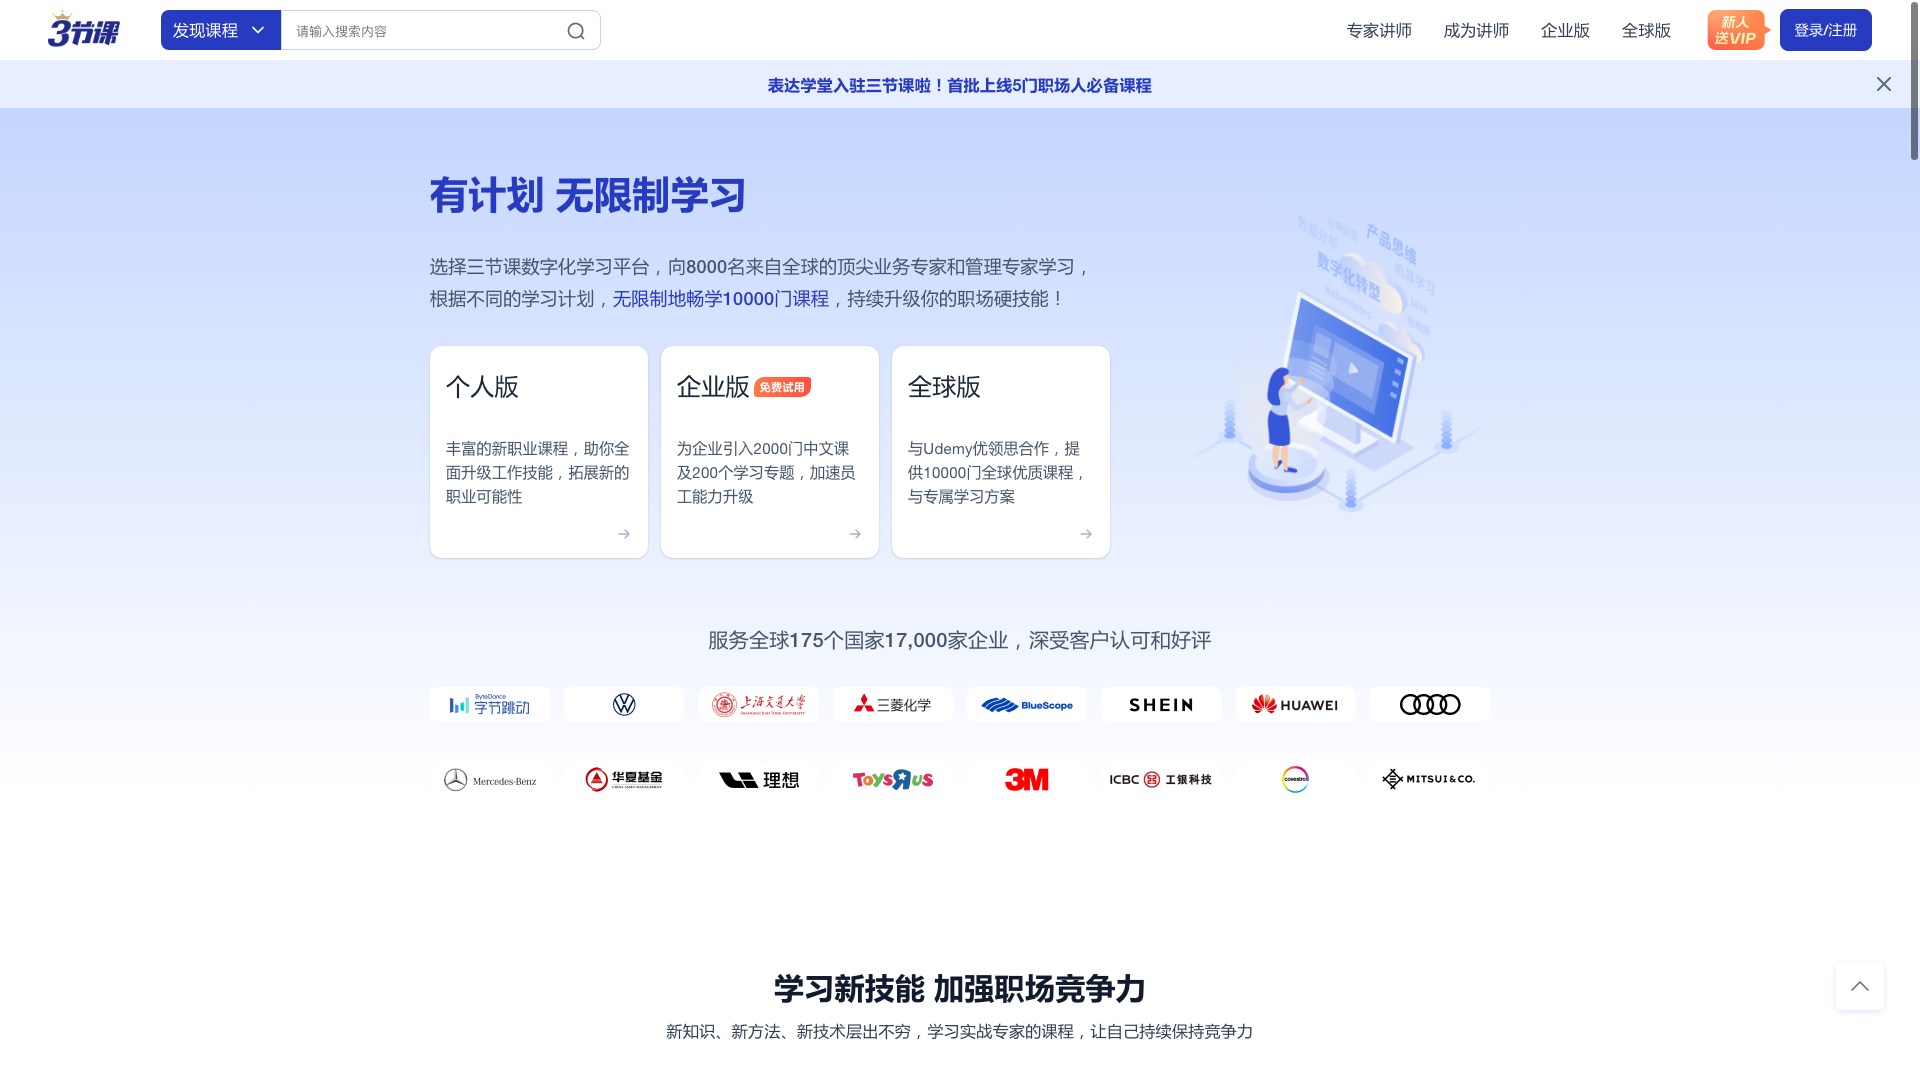 3节课
发现课程
请输入搜索内容
专家讲师
成为讲师
企业版
全球版
新人
送VIP
登录/注册
表达学堂入驻三节课啦！首批上线5门职场人必备课程
有计划 无限制学习
选择三节课数字化学习平台，向8000名来自全球的顶尖业务专家和管理专家学习，
根据不同的学习计划，无限制地畅学10000门课程，持续升级你的职场硬技能！
数据分析
产品思维
数字化转型
机器学习
Kubernetes
Java
个人版
丰富的新职业课程，助你全
面升级工作技能，拓展新的
职业可能性
企业版 免费试用
为企业引入2000门中文课
及200个学习专题，加速员
工能力升级
全球版
与Udemy优领思合作，提
供10000门全球优质课程，
与专属学习方案
服务全球175个国家17,000家企业，深受客户认可和好评
ByteDance
字节跳动
上海交通大学
SHANGHAI JIAO TONG UNIVERSITY
三菱化学
BlueScope
SHEIN
HUAWEI
Mercedes-Benz
华夏基金
CHINA ASSET MANAGEMENT
理想
ToysRus
3M
ICBC 工银科技
covestro
MITSUI & CO.
学习新技能 加强职场竞争力
新知识、新方法、新技术层出不穷，学习实战专家的课程，让自己持续保持竞争力